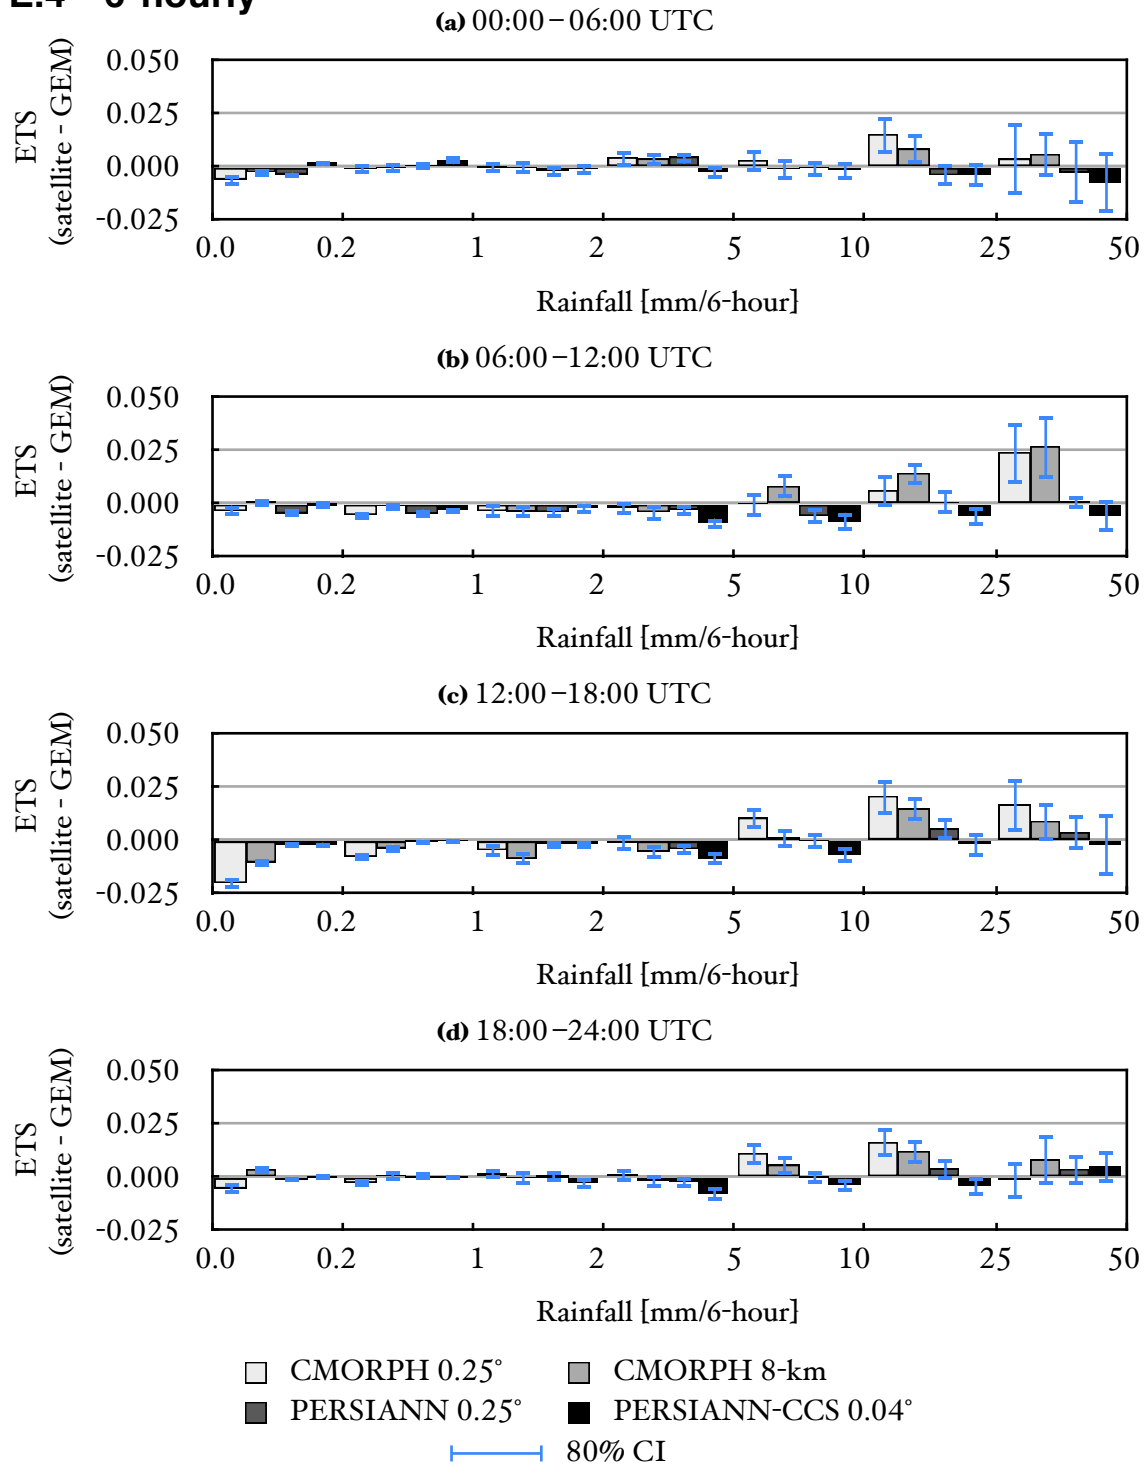 (a) 00:00–06:00 UTC
0.050
0.025
0.000
-0.025
ETS
(satellite - GEM)
0.0 0.2 1 2 5 10 25 50
Rainfall [mm/6-hour]
(b) 06:00–12:00 UTC
0.050
0.025
0.000
-0.025
ETS
(satellite - GEM)
0.0 0.2 1 2 5 10 25 50
Rainfall [mm/6-hour]
(c) 12:00–18:00 UTC
0.050
0.025
0.000
-0.025
ETS
(satellite - GEM)
0.0 0.2 1 2 5 10 25 50
Rainfall [mm/6-hour]
(d) 18:00–24:00 UTC
0.050
0.025
0.000
-0.025
ETS
(satellite - GEM)
0.0 0.2 1 2 5 10 25 50
Rainfall [mm/6-hour]
CMORPH 0.25° CMORPH 8-km
PERSIANN 0.25° PERSIANN-CCS 0.04°
80% CI